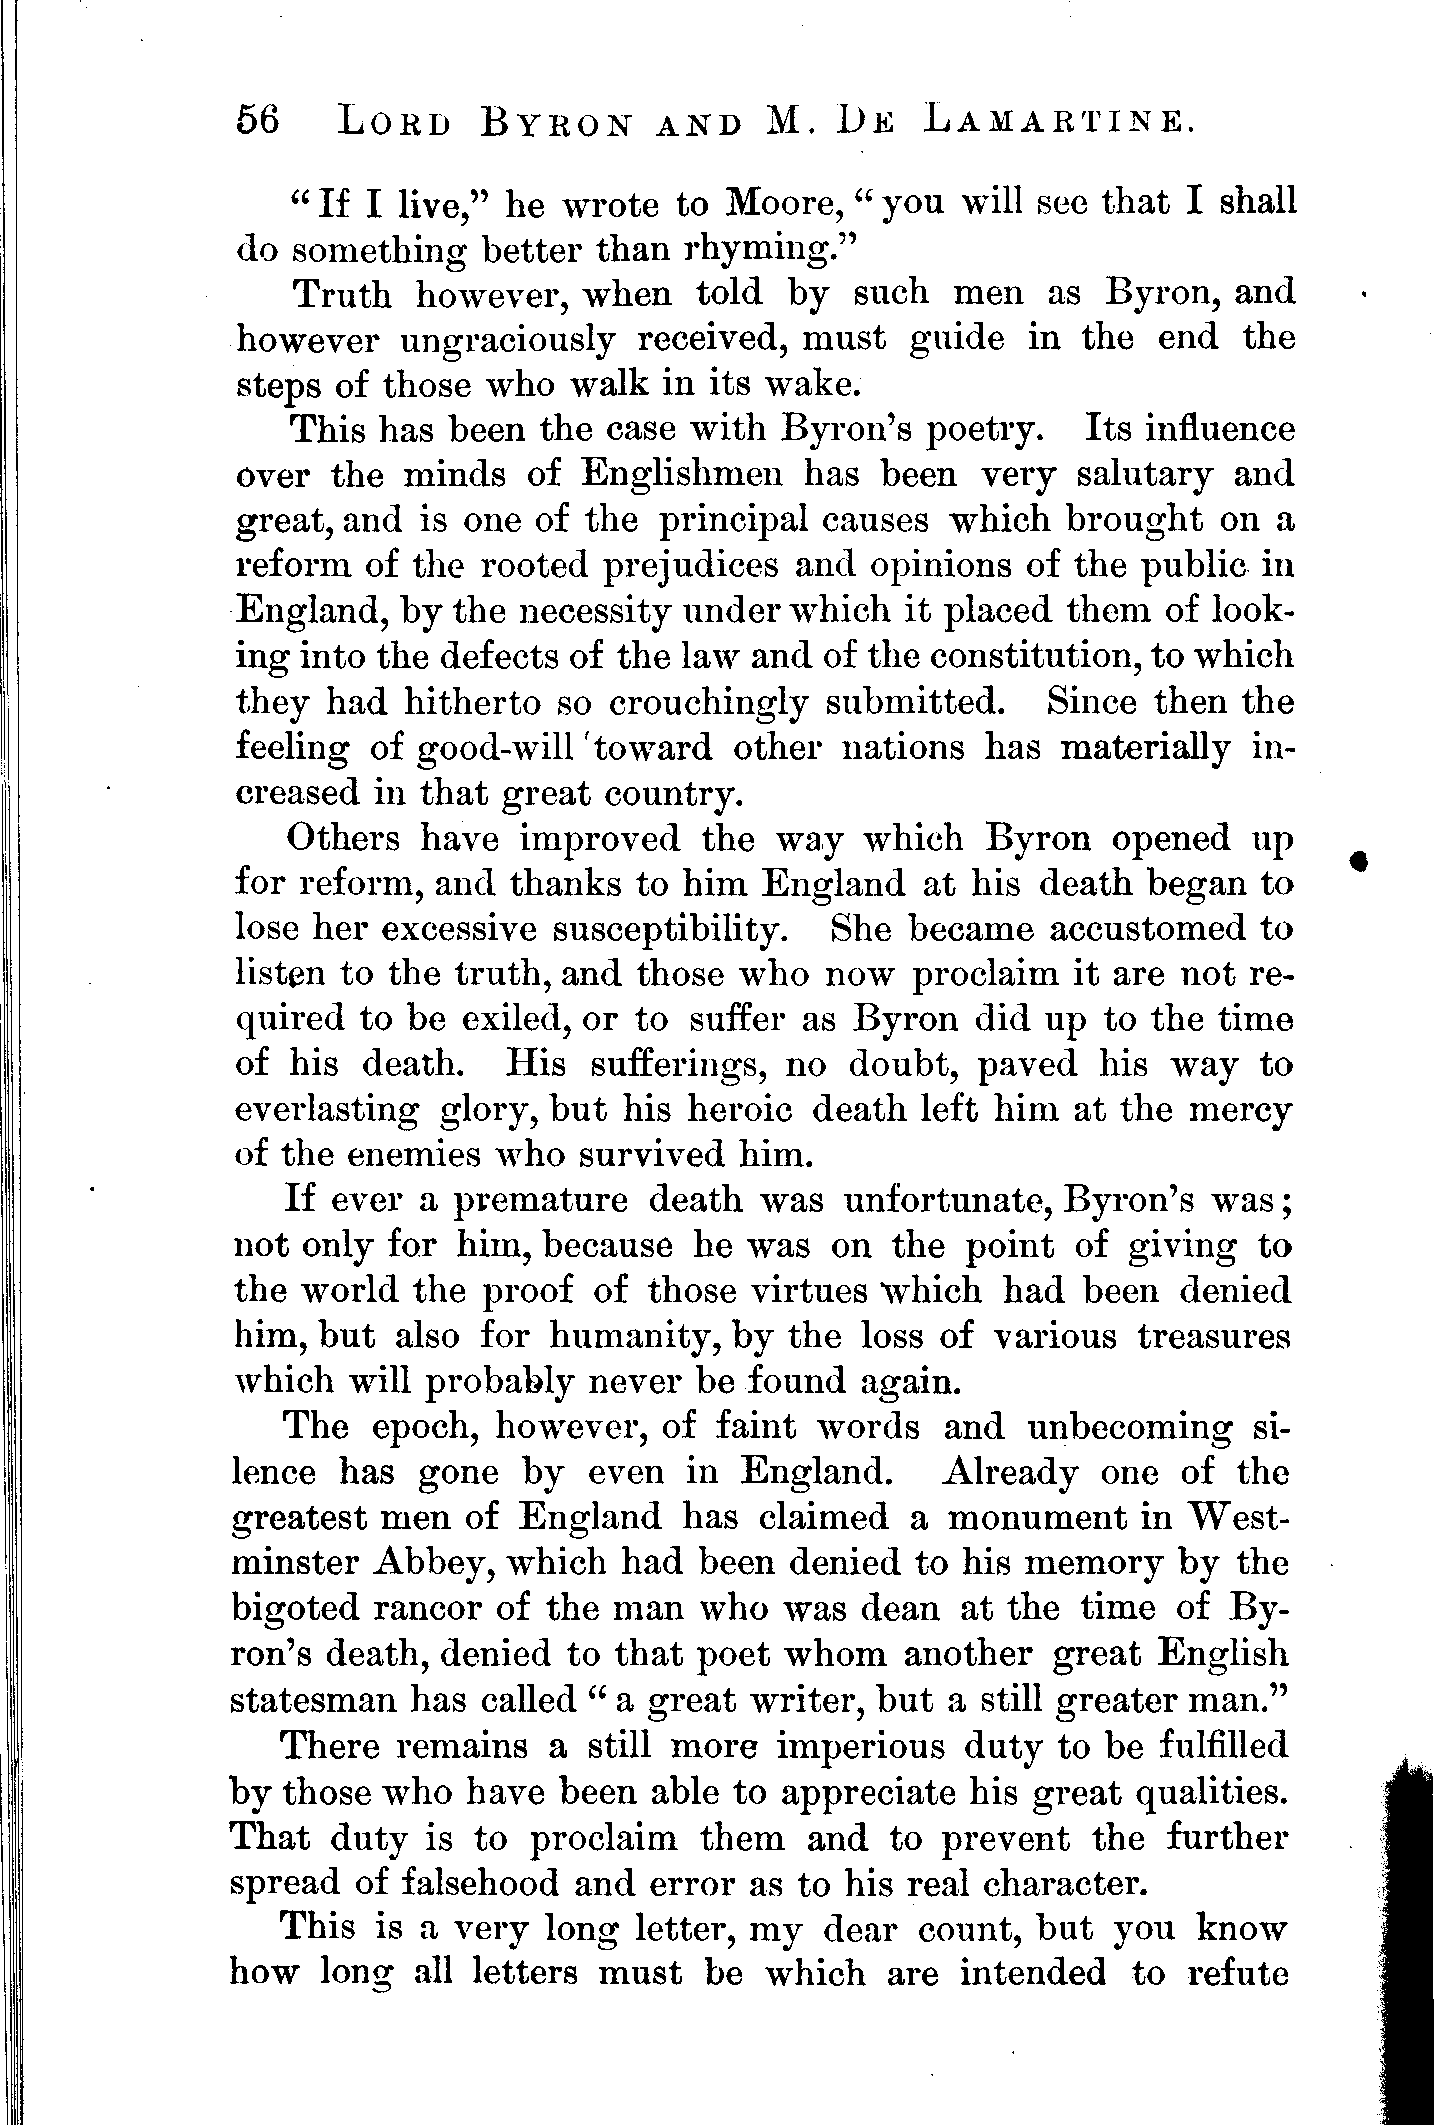 56 LORD BYRON AND M. DE LAMARTINE.
“If I live,” he wrote to Moore, “you will see that I shall
do something better than rhyming.”
Truth however, when told by such men as Byron, and
however ungraciously received, must guide in the end the
steps of those who walk in its wake.
This has been the case with Byron’s poetry. Its influence
over the minds of Englishmen has been very salutary and
great, and is one of the principal causes which brought on a
reform of the rooted prejudices and opinions of the public in
England, by the necessity under which it placed them of look-
ing into the defects of the law and of the constitution, to which
they had hitherto so crouchingly submitted. Since then the
feeling of good-will toward other nations has materially in-
creased in that great country.
Others have improved the way which Byron opened up
for reform, and thanks to him England at his death began to
lose her excessive susceptibility. She became accustomed to
listen to the truth, and those who now proclaim it are not re-
quired to be exiled, or to suffer as Byron did up to the time
of his death. His sufferings, no doubt, paved his way to
everlasting glory, but his heroic death left him at the mercy
of the enemies who survived him.
If ever a premature death was unfortunate, Byron’s was;
not only for him, because he was on the point of giving to
the world the proof of those virtues which had been denied
him, but also for humanity, by the loss of various treasures
which will probably never be found again.
The epoch, however, of faint words and unbecoming si-
lence has gone by even in England. Already one of the
greatest men of England has claimed a monument in West-
minster Abbey, which had been denied to his memory by the
bigoted rancor of the man who was dean at the time of By-
ron’s death, denied to that poet whom another great English
statesman has called “a great writer, but a still greater man.”
There remains a still more imperious duty to be fulfilled
by those who have been able to appreciate his great qualities.
That duty is to proclaim them and to prevent the further
spread of falsehood and error as to his real character.
This is a very long letter, my dear count, but you know
how long all letters must be which are intended to refute